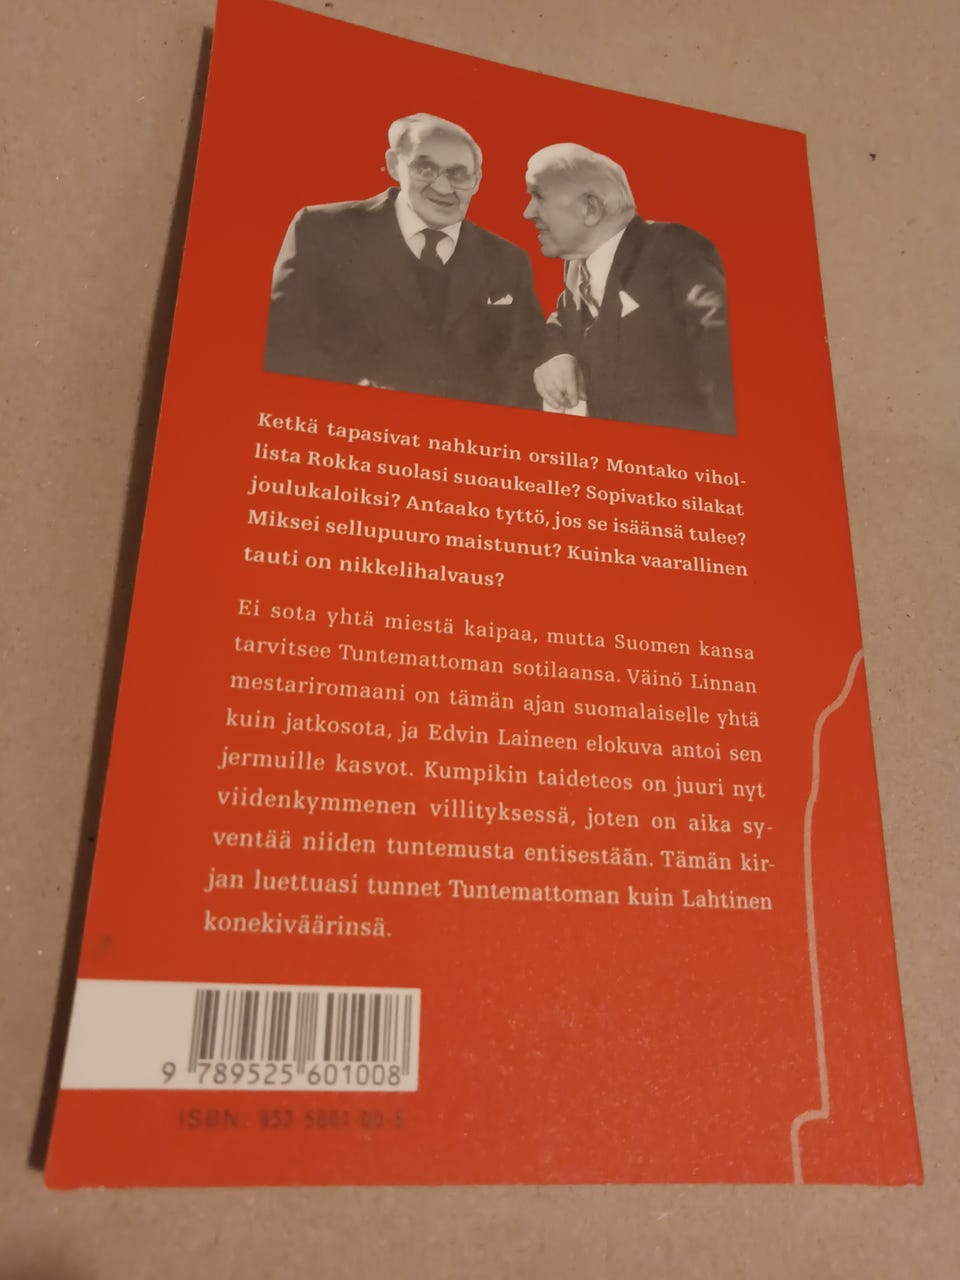 Ketkä tapasivat nahkurin orsilla? Montako vihol-
lista Rokka suolasi suoaukealle? Sopivatko silakat
joulukaloiksi? Antaako tyttö, jos se isäänsä tulee?
Miksei sellupuuro maistunut? Kuinka vaarallinen
tauti on nikkelihalvaus?
Ei sota yhtä miestä kaipaa, mutta Suomen kansa
tarvitsee Tuntemattoman sotilaansa. Väinö Linnan
mestariromaani on tämän ajan suomalaiselle yhtä
kuin jatkosota, ja Edvin Laineen elokuva antoi sen
jermuille kasvot. Kumpikin taideteos on juuri nyt
viidenkymmenen villityksessä, joten on aika sy-
ventää niiden tuntemusta entisestään. Tämän kir-
jan luettuasi tunnet Tuntemattoman kuin Lahtinen
konekiväärinsä.
9 789525 601008
ISBN: